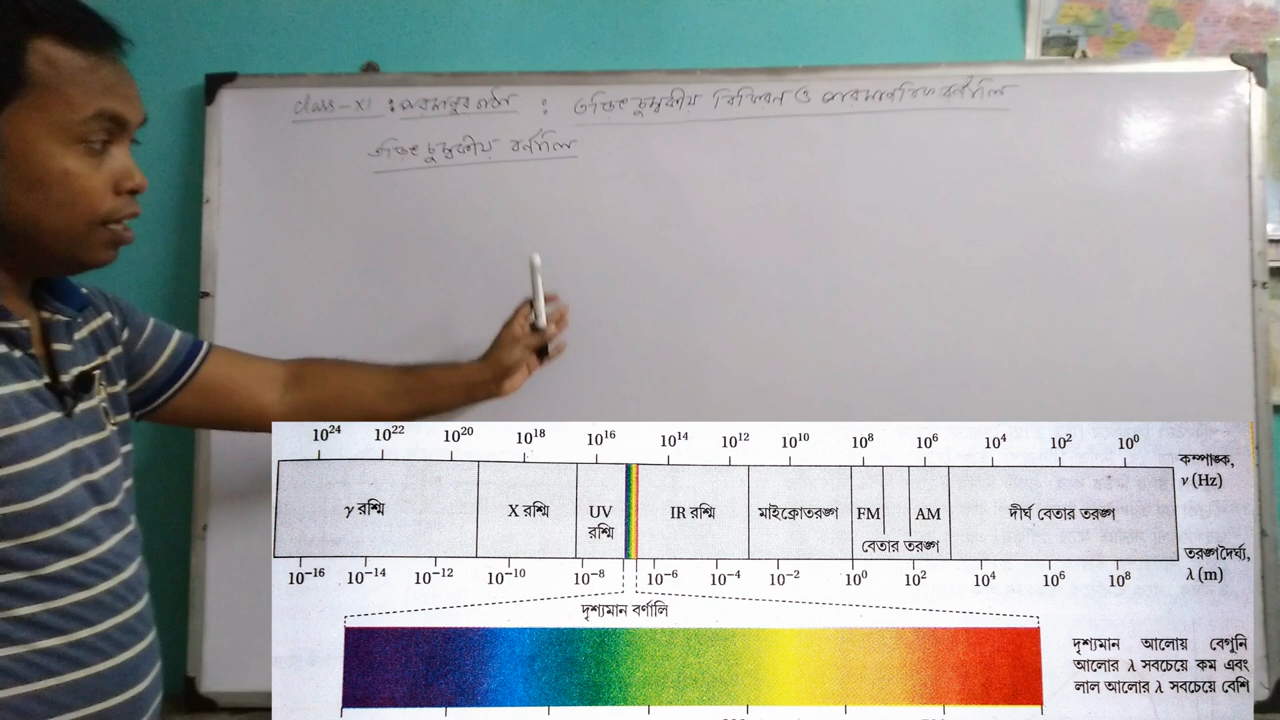 Class-XI : পরমাণুর গঠন : তড়িৎচুম্বকীয় বিকিরণ ও পারমাণবিক বর্ণালি
তড়িৎচুম্বকীয় বর্ণালি
10²⁴ 10²² 10²⁰ 10¹⁸ 10¹⁶ 10¹⁴ 10¹² 10¹⁰ 10⁸ 10⁶ 10⁴ 10² 10⁰
কম্পাঙ্ক,
ν (Hz)
γ রশ্মি X রশ্মি UV রশ্মি IR রশ্মি মাইক্রোতরঙ্গ FM AM দীর্ঘ বেতার তরঙ্গ
বেতার তরঙ্গ
তরঙ্গদৈর্ঘ্য,
λ (m)
10⁻¹⁶ 10⁻¹⁴ 10⁻¹² 10⁻¹⁰ 10⁻⁸ 10⁻⁶ 10⁻⁴ 10⁻² 10⁰ 10² 10⁴ 10⁶ 10⁸
দৃশ্যমান বর্ণালি
দৃশ্যমান আলোয় বেগুনি
আলোর λ সবচেয়ে কম এবং
লাল আলোর λ সবচেয়ে বেশি